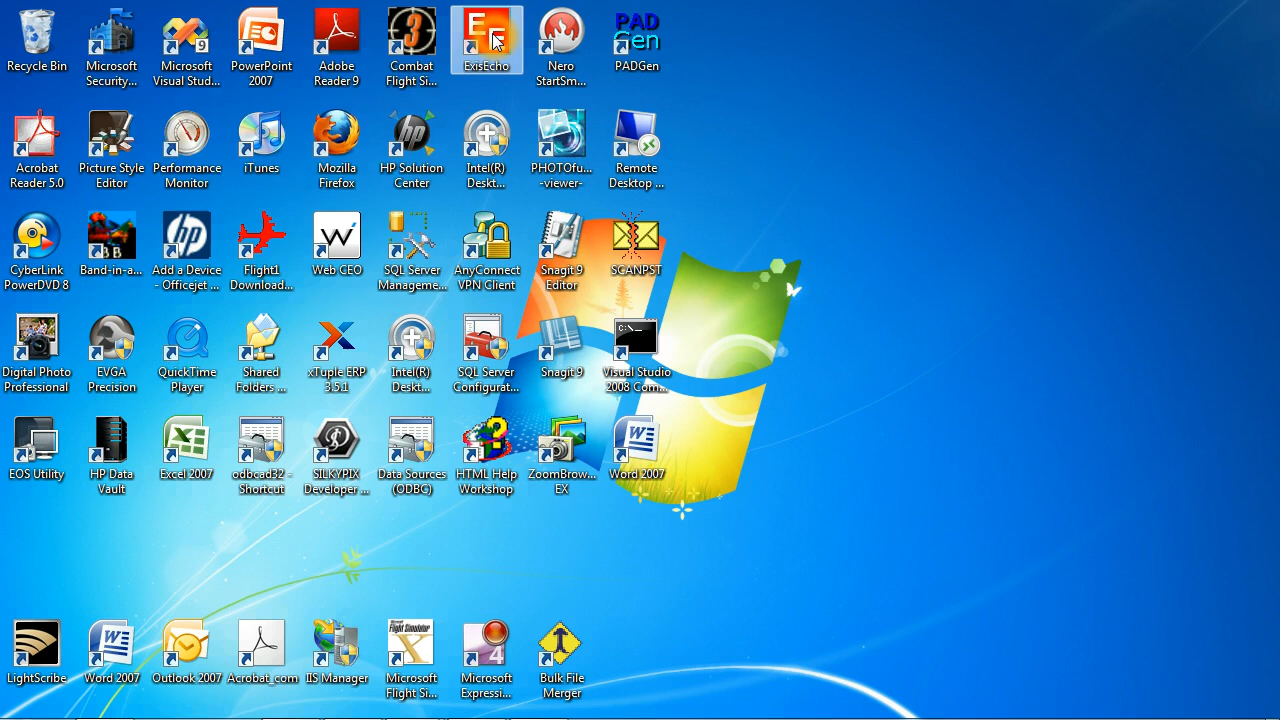 PAD
Gen
Recycle Bin
Microsoft
Security...
Microsoft
Visual Stud...
PowerPoint
2007
Adobe
Reader 9
Combat
Flight Si...
ExisEcho
Nero
StartSm...
PADGen
Acrobat
Reader 5.0
Picture Style
Editor
Performance
Monitor
iTunes
Mozilla
Firefox
HP Solution
Center
Intel(R)
Deskt...
PHOTOfu...
-viewer-
Remote
Desktop ...
CyberLink
PowerDVD 8
Band-in-a...
Add a Device
- Officejet ...
Flight1
Download...
Web CEO
SQL Server
Manageme...
AnyConnect
VPN Client
Snagit 9
Editor
SCANPST
Digital Photo
Professional
EVGA
Precision
QuickTime
Player
Shared
Folders ...
xTuple ERP
3.5.1
Intel(R)
Deskt...
SQL Server
Configurat...
Snagit 9
Visual Studio
2008 Com...
EOS Utility
HP Data
Vault
Excel 2007
odbcad32 -
Shortcut
SILKYPIX
Developer ...
Data Sources
(ODBC)
HTML Help
Workshop
ZoomBrow...
EX
Word 2007
LightScribe
Word 2007
Outlook 2007
Acrobat_com
IIS Manager
Microsoft
Flight Si...
Microsoft
Expressi...
Bulk File
Merger